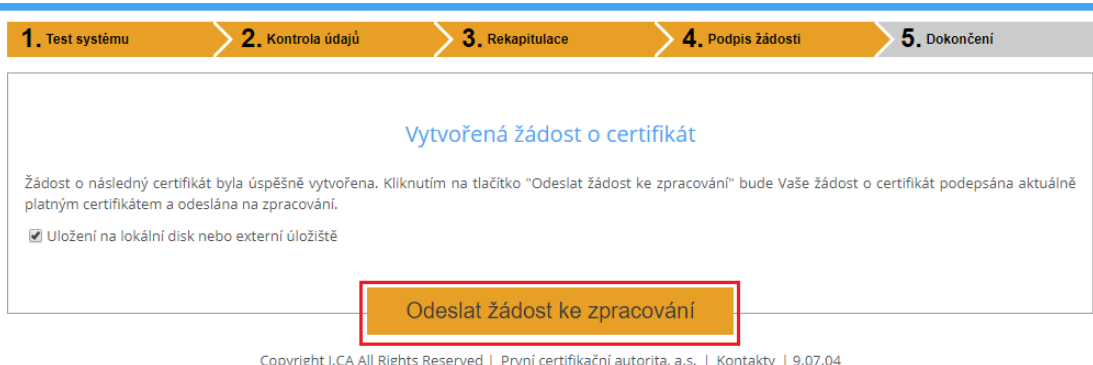 1. Test systému
2. Kontrola údajů
3. Rekapitulace
4. Podpis žádosti
5. Dokončení
Vytvořená žádost o certifikát
Žádost o následný certifikát byla úspěšně vytvořena. Kliknutím na tlačítko "Odeslat žádost ke zpracování" bude Vaše žádost o certifikát podepsána aktuálně
platným certifikátem a odeslána na zpracování.
Uložení na lokální disk nebo externí úložiště
Odeslat žádost ke zpracování
Copyright I.CA All Rights Reserved | První certifikační autorita, a.s. | Kontakty | 9.07.04